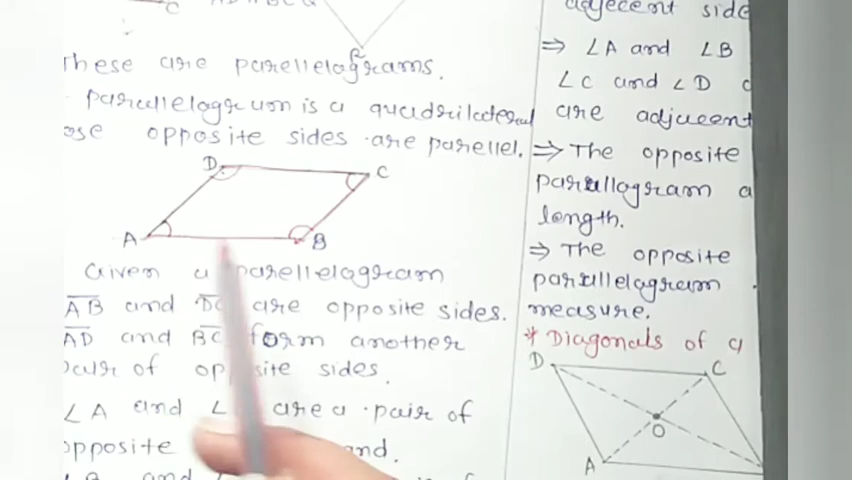 R
These are parellelograms.
parallelogram is a quadrilateral
ose opposite sides are parellel.
D
C
A
B
Given a parellelogram
AB and DC are opposite sides.
AD and BC form another
pair of opposite sides.
∠A and ∠ are a pair of
opposite and.
adjecent side
⇒ ∠A and ∠B
∠C and ∠D
are adjacent
⇒ The opposite
parallogram a
length.
⇒ The opposite
parallelogram
measure.
* Diagonals of a
D
C
O
A